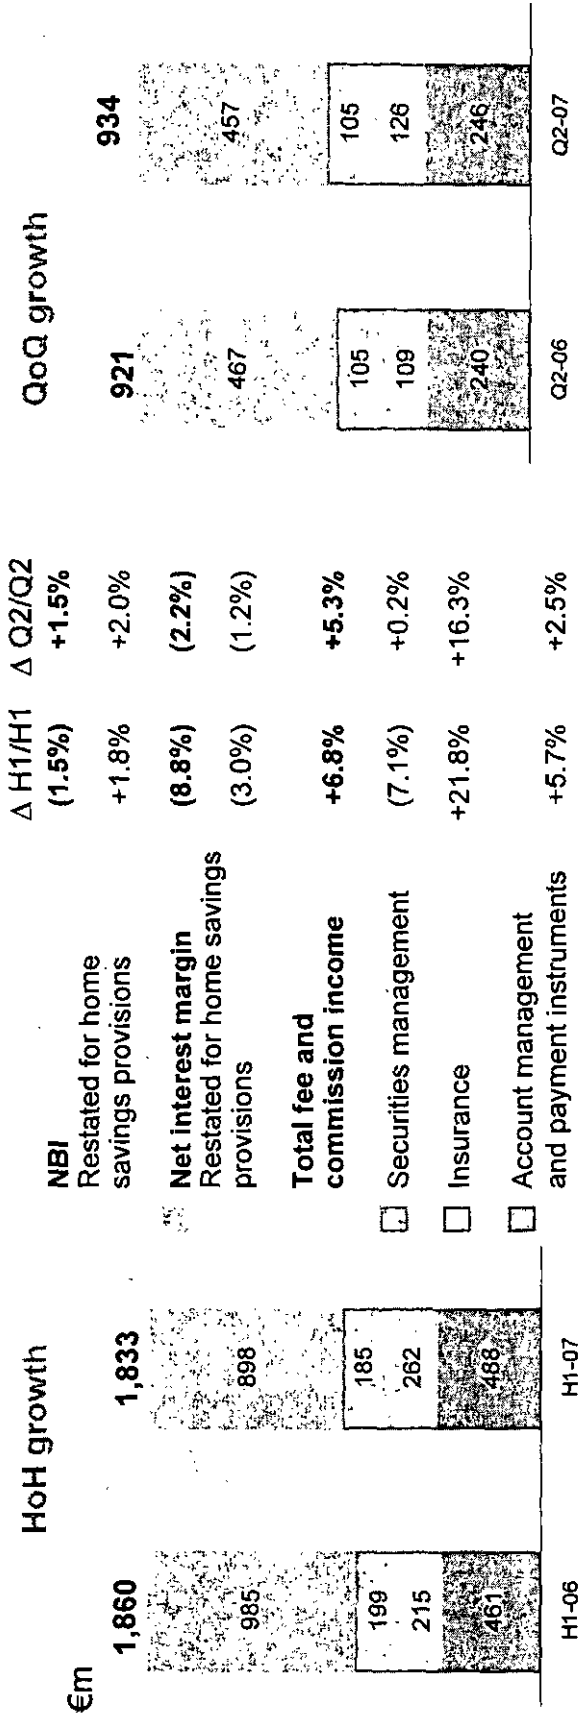 €m
HoH growth
1,860
985
199
215
461
H1-06
1,833
898
185
262
488
H1-07
Δ H1/H1 Δ Q2/Q2
NBI (1.5%) +1.5%
Restated for home
savings provisions +1.8% +2.0%
Net interest margin (8.8%) (2.2%)
Restated for home savings
provisions (3.0%) (1.2%)
Total fee and
commission income +6.8% +5.3%
Securities management (7.1%) +0.2%
Insurance +21.8% +16.3%
Account management
and payment instruments +5.7% +2.5%
QoQ growth
921
467
105
109
240
Q2-06
934
457
105
126
246
Q2-07